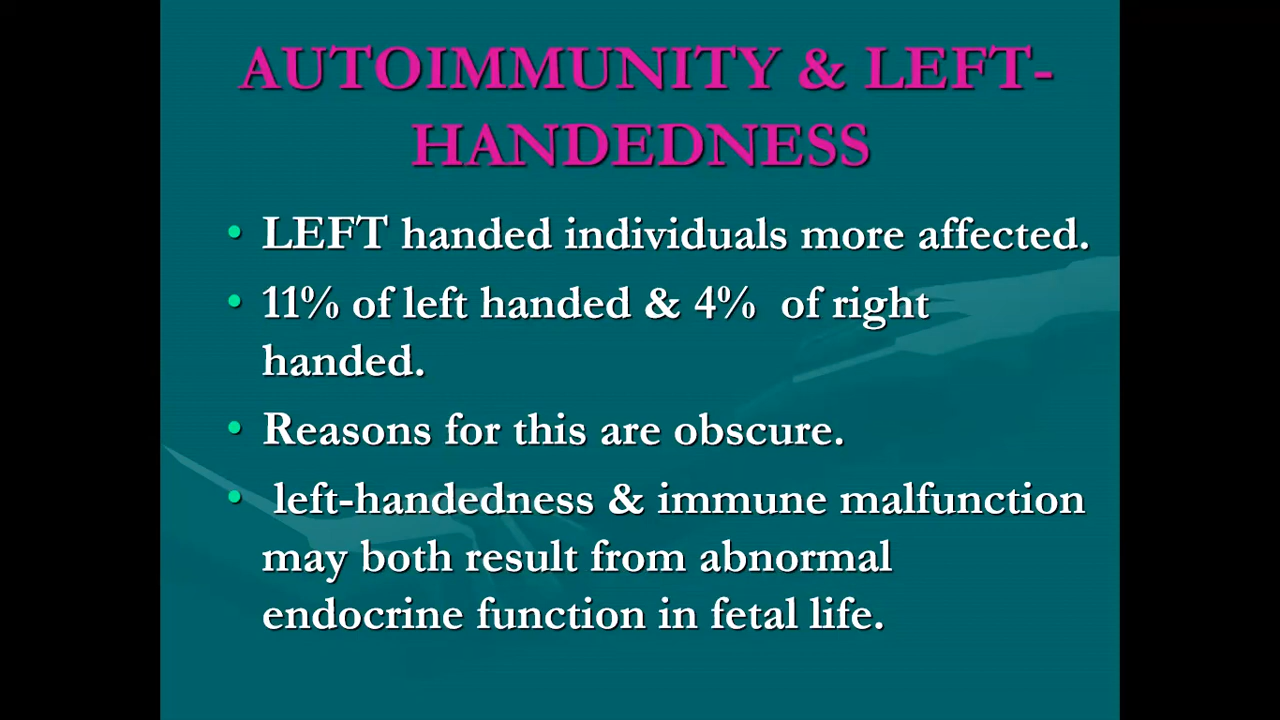 AUTOIMMUNITY & LEFT-
HANDEDNESS
• LEFT handed individuals more affected.
• 11% of left handed & 4% of right
handed.
• Reasons for this are obscure.
• left-handedness & immune malfunction
may both result from abnormal
endocrine function in fetal life.